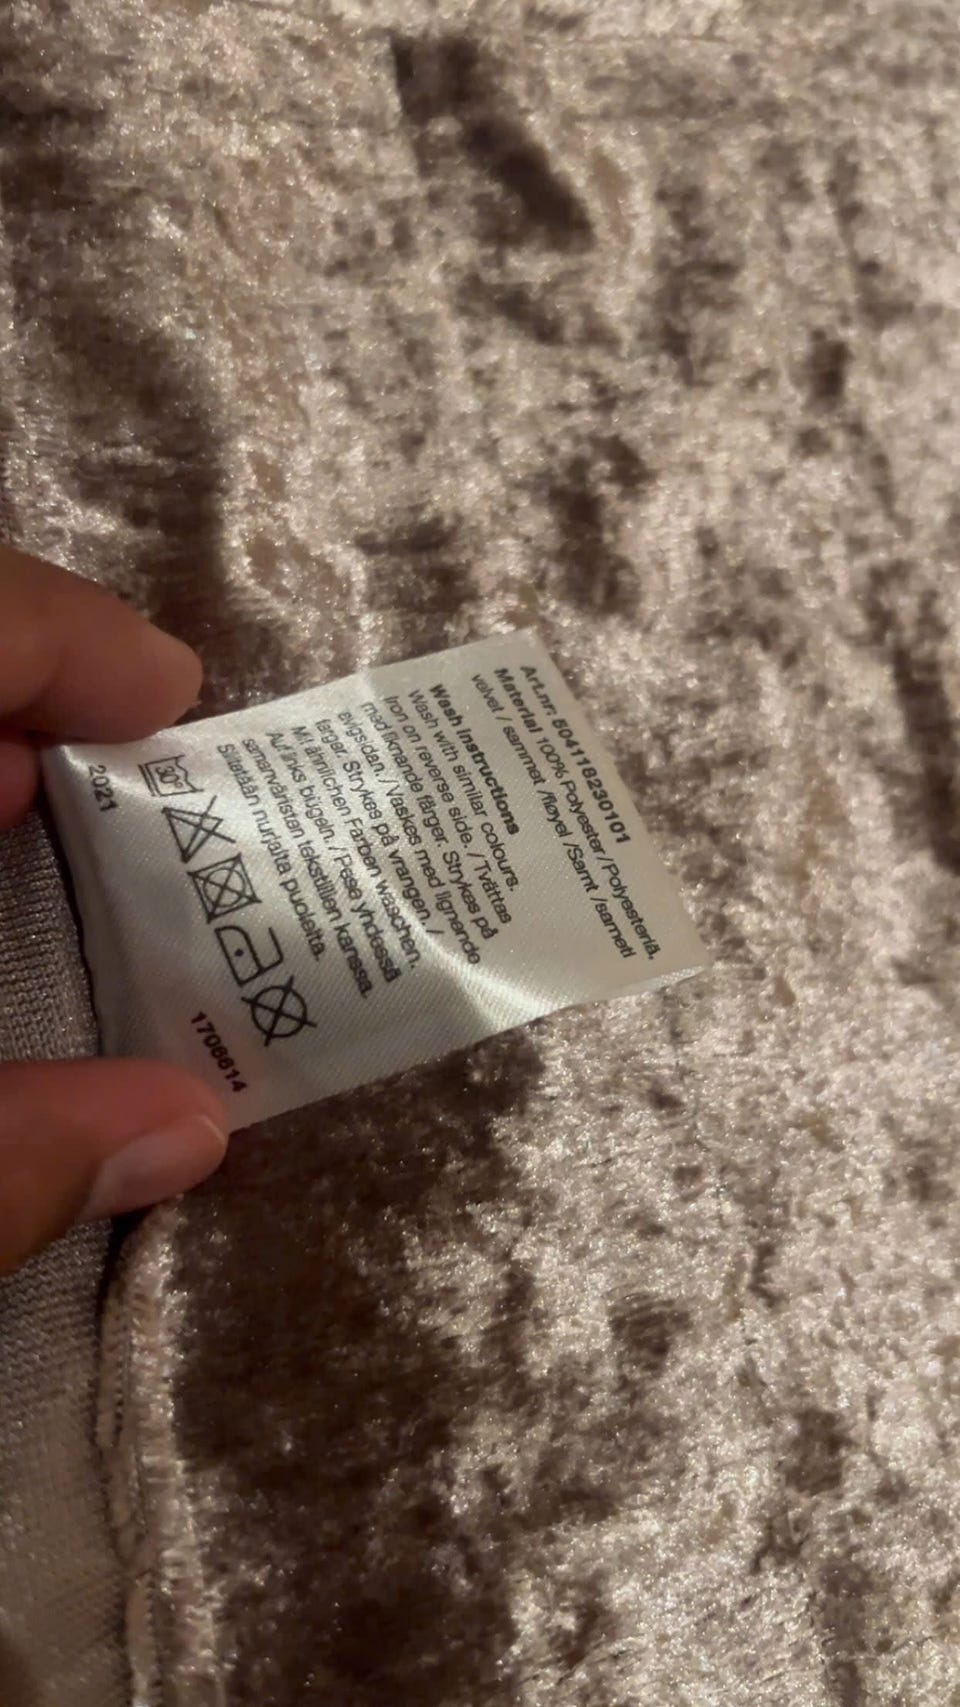 Art.nr: 504118230101
Material 100% Polyester / Polyesteriä.
velvet / sammet /fløyel /Samt /sametti
Wash Instructions
Wash with similar colours.
Iron on reverse side. / Tvättas
med liknande färger. Strykes på
avigsidan. / Vaskes med lignende
farger. Strykes på vrangen. /
Mit ähnlichen Farben waschen.
Auf links bügeln. / Pese yhdessä
samanväristen tekstiilien kanssa.
Silitetään nurjalta puolelta.
30°
2021
1706614